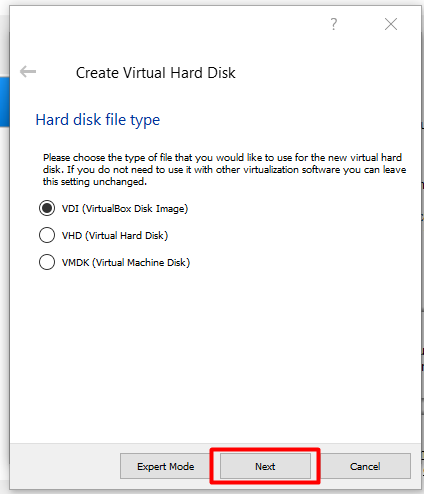 ?
Create Virtual Hard Disk
Hard disk file type
Please choose the type of file that you would like to use for the new virtual hard
disk. If you do not need to use it with other virtualization software you can leave
this setting unchanged.
VDI (VirtualBox Disk Image)
VHD (Virtual Hard Disk)
VMDK (Virtual Machine Disk)
Expert Mode Next Cancel